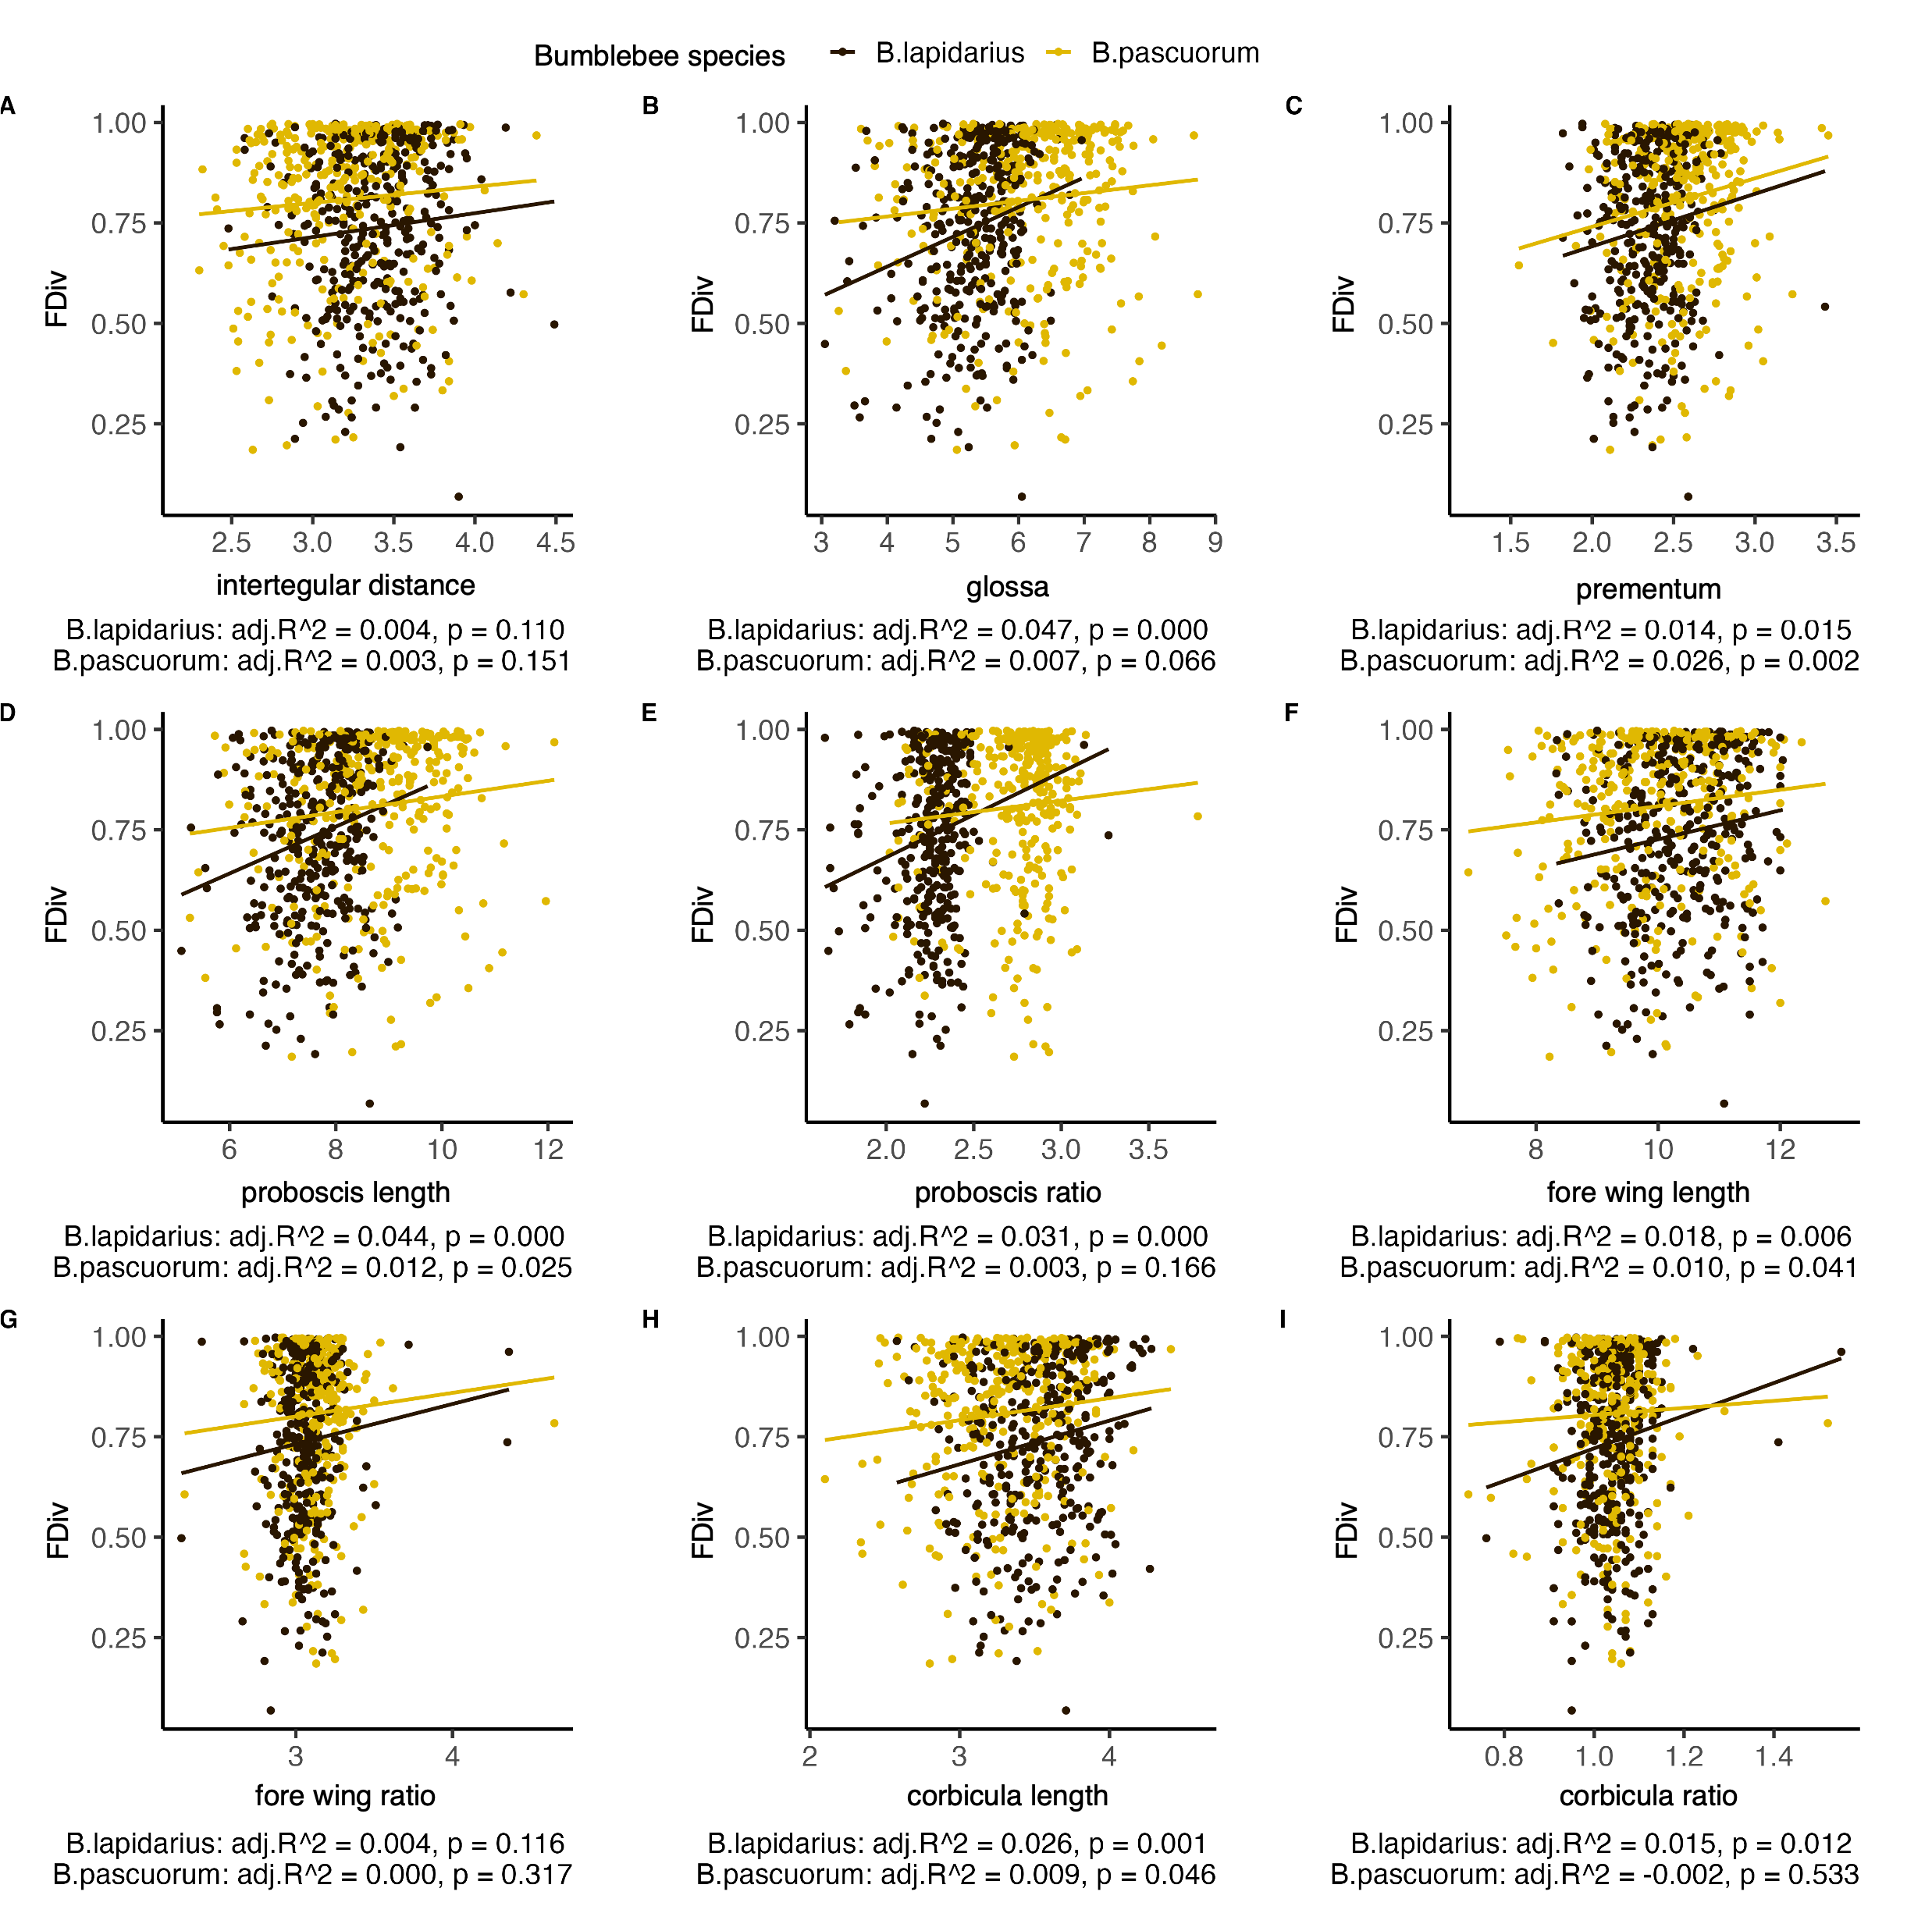 Bumblebee species B.lapidarius B.pascuorum
A
1.00
0.75
0.50
0.25
FDiv
2.5 3.0 3.5 4.0 4.5
intertegular distance
B.lapidarius: adj.R^2 = 0.004, p = 0.110
B.pascuorum: adj.R^2 = 0.003, p = 0.151
B
1.00
0.75
0.50
0.25
FDiv
3 4 5 6 7 8 9
glossa
B.lapidarius: adj.R^2 = 0.047, p = 0.000
B.pascuorum: adj.R^2 = 0.007, p = 0.066
C
1.00
0.75
0.50
0.25
FDiv
1.5 2.0 2.5 3.0 3.5
prementum
B.lapidarius: adj.R^2 = 0.014, p = 0.015
B.pascuorum: adj.R^2 = 0.026, p = 0.002
D
1.00
0.75
0.50
0.25
FDiv
6 8 10 12
proboscis length
B.lapidarius: adj.R^2 = 0.044, p = 0.000
B.pascuorum: adj.R^2 = 0.012, p = 0.025
E
1.00
0.75
0.50
0.25
FDiv
2.0 2.5 3.0 3.5
proboscis ratio
B.lapidarius: adj.R^2 = 0.031, p = 0.000
B.pascuorum: adj.R^2 = 0.003, p = 0.166
F
1.00
0.75
0.50
0.25
FDiv
8 10 12
fore wing length
B.lapidarius: adj.R^2 = 0.018, p = 0.006
B.pascuorum: adj.R^2 = 0.010, p = 0.041
G
1.00
0.75
0.50
0.25
FDiv
3 4
fore wing ratio
B.lapidarius: adj.R^2 = 0.004, p = 0.116
B.pascuorum: adj.R^2 = 0.000, p = 0.317
H
1.00
0.75
0.50
0.25
FDiv
2 3 4
corbicula length
B.lapidarius: adj.R^2 = 0.026, p = 0.001
B.pascuorum: adj.R^2 = 0.009, p = 0.046
I
1.00
0.75
0.50
0.25
FDiv
0.8 1.0 1.2 1.4
corbicula ratio
B.lapidarius: adj.R^2 = 0.015, p = 0.012
B.pascuorum: adj.R^2 = -0.002, p = 0.533